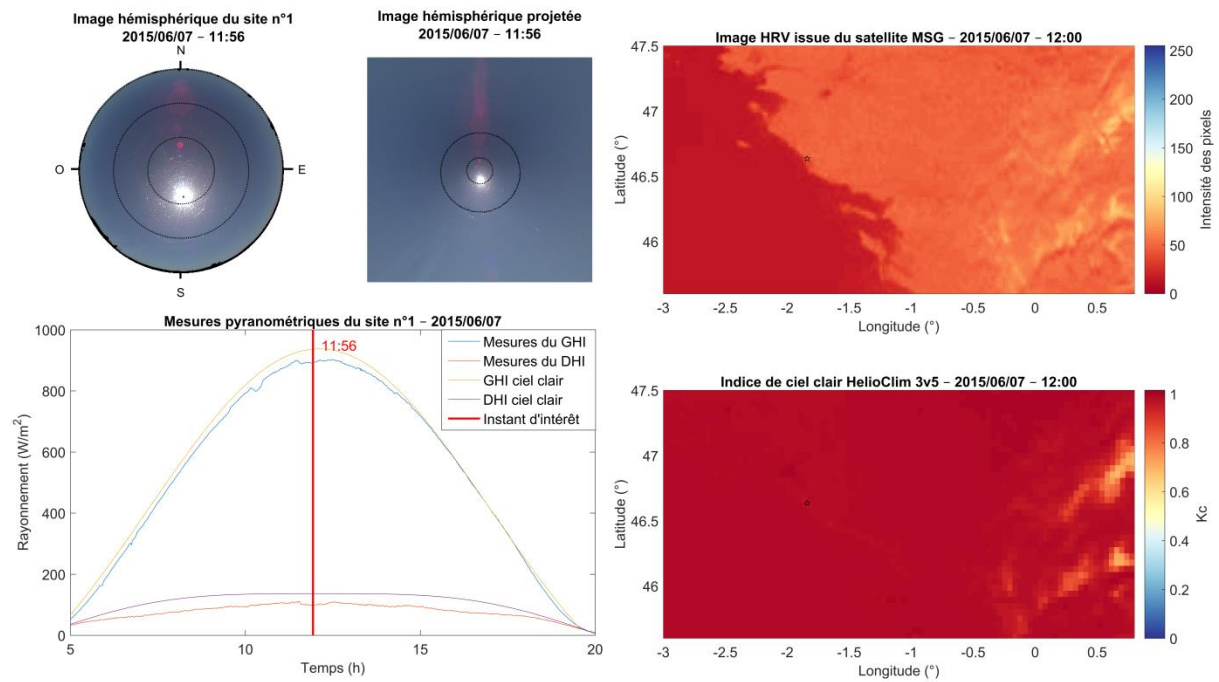 Image hémisphérique du site n°1
2015/06/07 – 11:56
N
O
E
S
Image hémisphérique projetée
2015/06/07 – 11:56
Image HRV issue du satellite MSG – 2015/06/07 – 12:00
47.5
47
46.5
46
Latitude (°)
-3
-2.5
-2
-1.5
-1
-0.5
0
0.5
Longitude (°)
250
200
150
100
50
0
Intensité des pixels
Mesures pyranométriques du site n°1 – 2015/06/07
1000
800
600
400
200
0
Rayonnement (W/m²)
5
10
15
20
Temps (h)
11:56
Mesures du GHI
Mesures du DHI
GHI ciel clair
DHI ciel clair
Instant d'intérêt
Indice de ciel clair HelioClim 3v5 – 2015/06/07 – 12:00
47.5
47
46.5
46
Latitude (°)
-3
-2.5
-2
-1.5
-1
-0.5
0
0.5
Longitude (°)
1
0.8
0.6
0.4
0.2
0
Kc